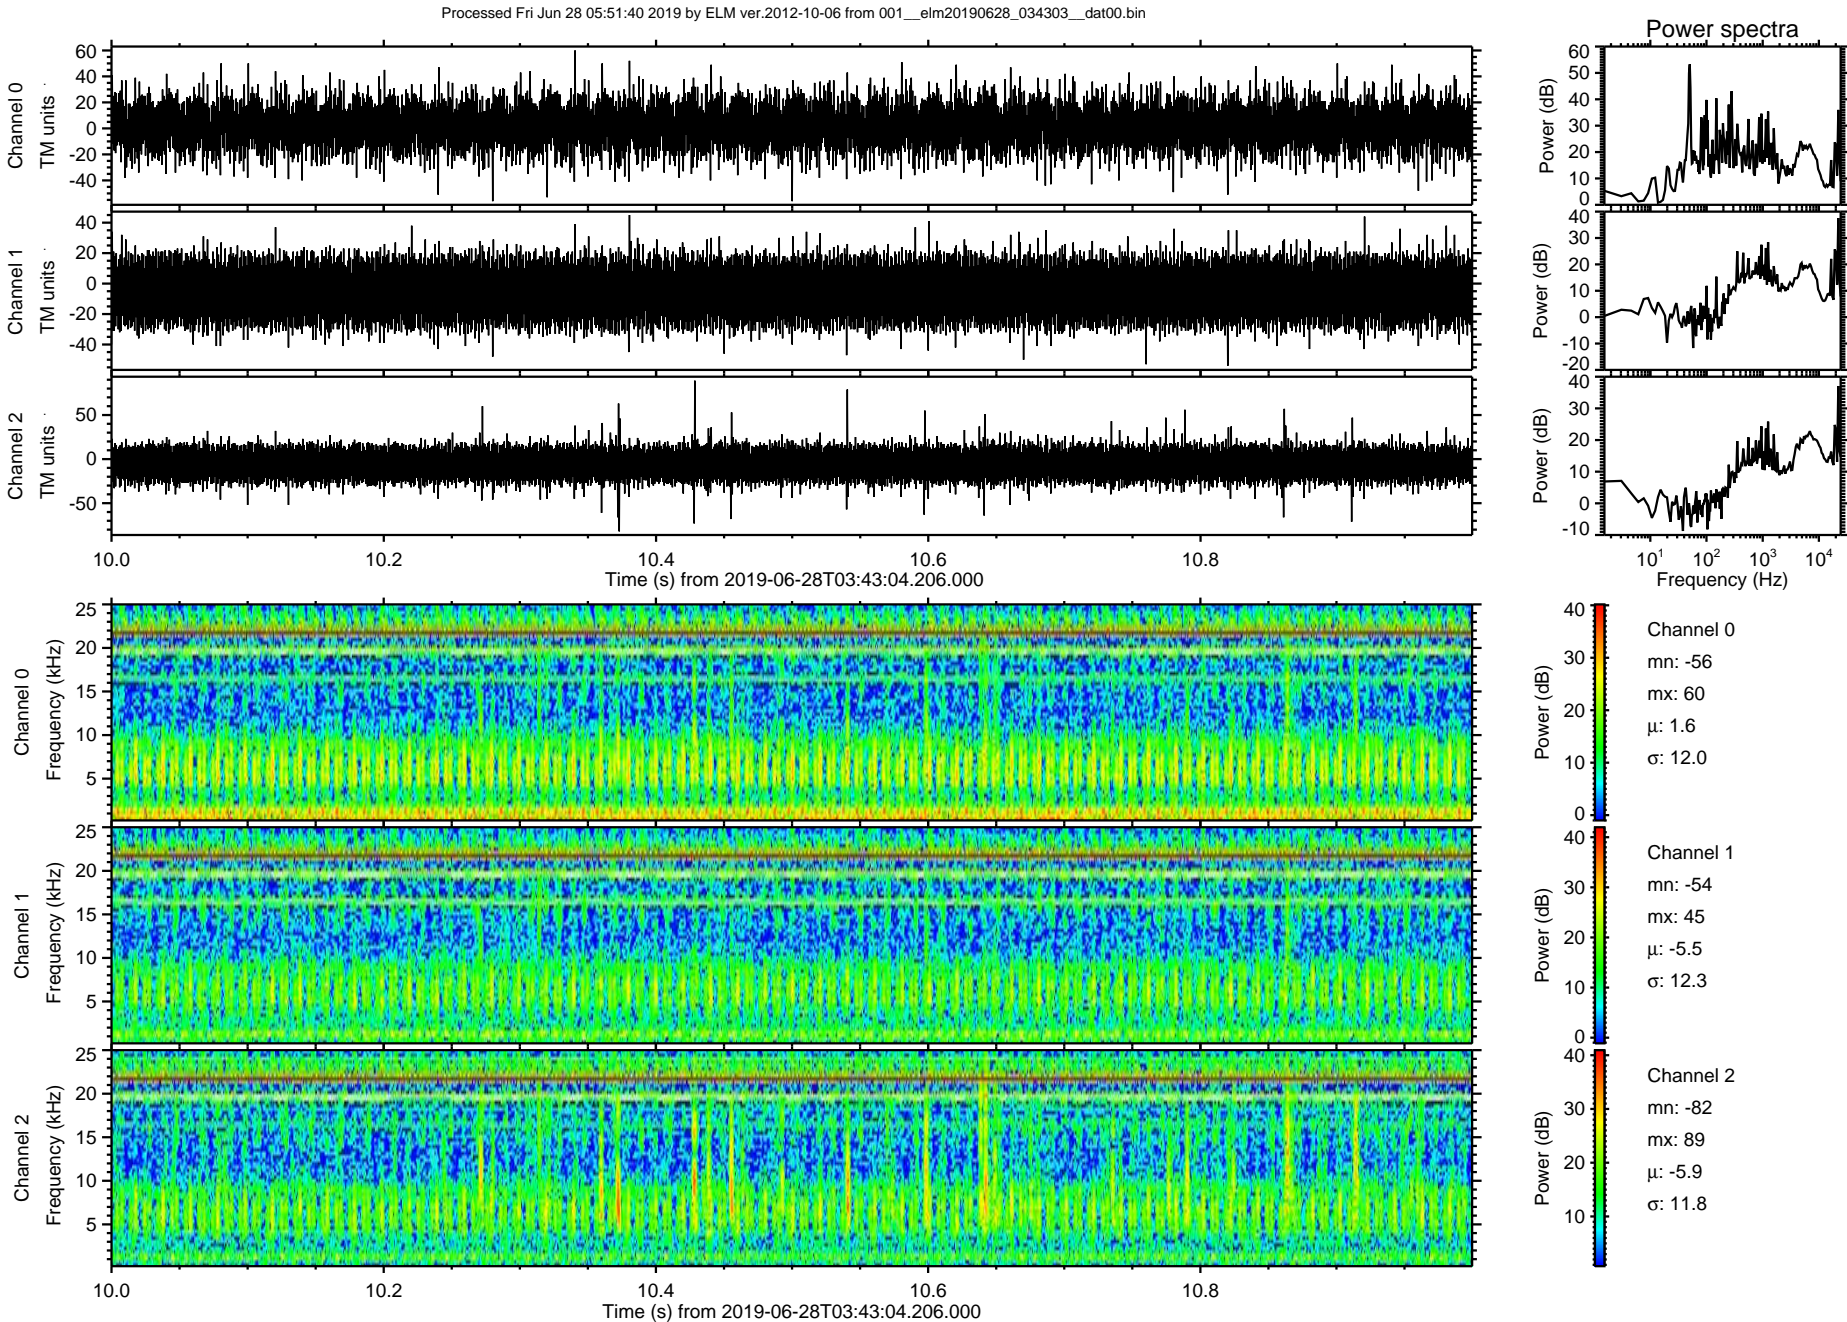 Processed Fri Jun 28 05:51:40 2019 by ELM ver.2012-10-06 from 001__elm20190628_034303__dat00.bin
Power spectra
Channel 0
TM units
60
40
20
0
-20
-40
Power (dB)
60
50
40
30
20
10
0
Channel 1
TM units
40
20
0
-20
-40
Power (dB)
40
30
20
10
0
-10
-20
Channel 2
TM units
50
0
-50
Power (dB)
40
30
20
10
0
-10
10.0 10.2 10.4 10.6 10.8
Time (s) from 2019-06-28T03:43:04.206.000
10¹ 10² 10³ 10⁴
Frequency (Hz)
Channel 0
Frequency (kHz)
25
20
15
10
5
Power (dB)
40
30
20
10
0
Channel 0
mn: -56
mx: 60
μ: 1.6
σ: 12.0
Channel 1
Frequency (kHz)
25
20
15
10
5
Power (dB)
40
30
20
10
0
Channel 1
mn: -54
mx: 45
μ: -5.5
σ: 12.3
Channel 2
Frequency (kHz)
25
20
15
10
5
Power (dB)
40
30
20
10
Channel 2
mn: -82
mx: 89
μ: -5.9
σ: 11.8
10.0 10.2 10.4 10.6 10.8
Time (s) from 2019-06-28T03:43:04.206.000